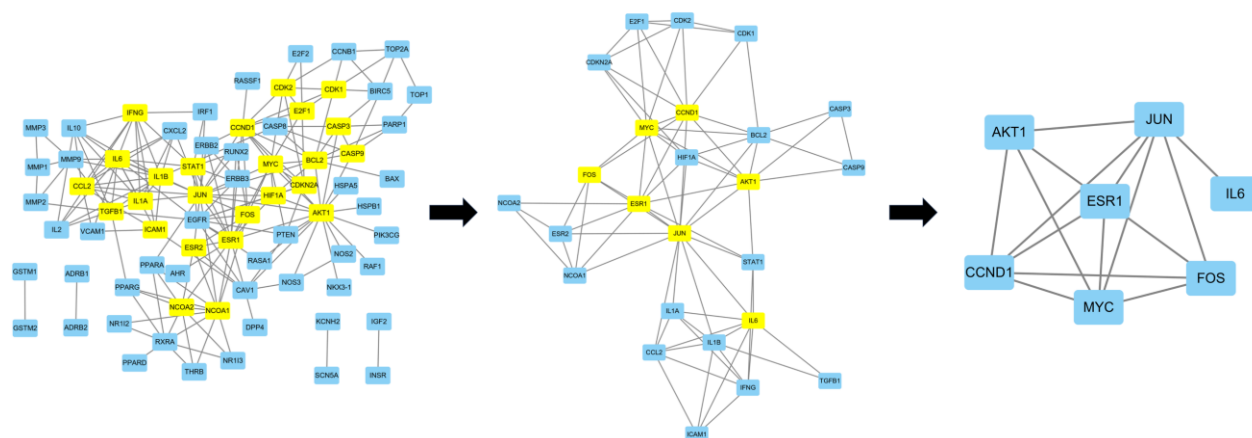 E2F2
CCNB1
TOP2A
RASSF1
CDK2
CDK1
BIRC5
TOP1
IFNG
IRF1
E2F1
MMP3
IL10
CXCL2
CCND1
CASP8
CASP3
PARP1
ERBB2
RUNX2
MMP1
MMP9
IL6
STAT1
MYC
BCL2
CASP9
CCL2
IL1B
ERBB3
CDKN2A
BAX
MMP2
TGFB1
IL1A
JUN
HIF1A
HSPA5
EGFR
FOS
AKT1
HSPB1
IL2
VCAM1
ICAM1
ESR2
ESR1
PTEN
PIK3CG
RASA1
NOS2
RAF1
GSTM1
ADRB1
PPARA
AHR
CAV1
NOS3
NKX3-1
PPARG
NCOA2
NCOA1
GSTM2
ADRB2
NR1I2
DPP4
KCNH2
IGF2
RXRA
PPARD
THRB
NR1I3
SCN5A
INSR
E2F1
CDK2
CDK1
CDKN2A
CCND1
CASP3
MYC
BCL2
HIF1A
CASP9
FOS
AKT1
NCOA2
ESR1
ESR2
JUN
NCOA1
STAT1
IL1A
IL6
CCL2
IL1B
IFNG
TGFB1
ICAM1
AKT1
JUN
IL6
ESR1
CCND1
FOS
MYC